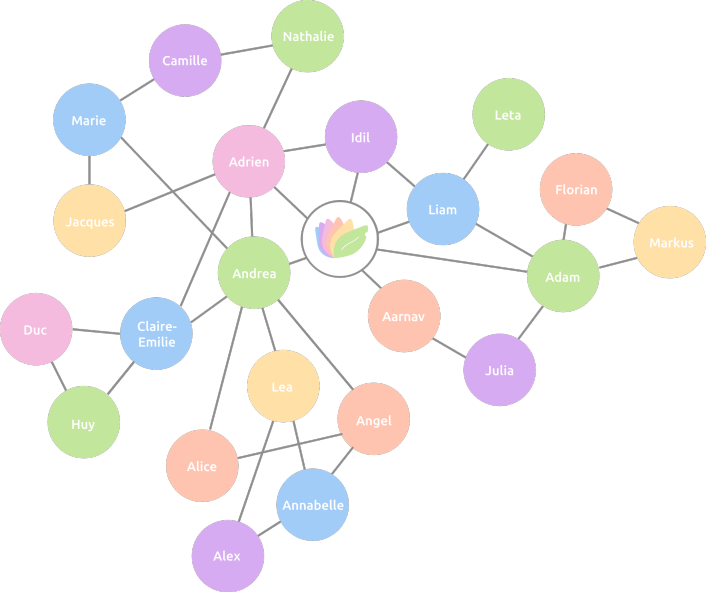 Nathalie
Camille
Marie
Leta
Idil
Adrien
Florian
Liam
Jacques
Markus
Andrea
Adam
Aarnav
Duc
Claire-
Emilie
Julia
Lea
Angel
Huy
Alice
Annabelle
Alex